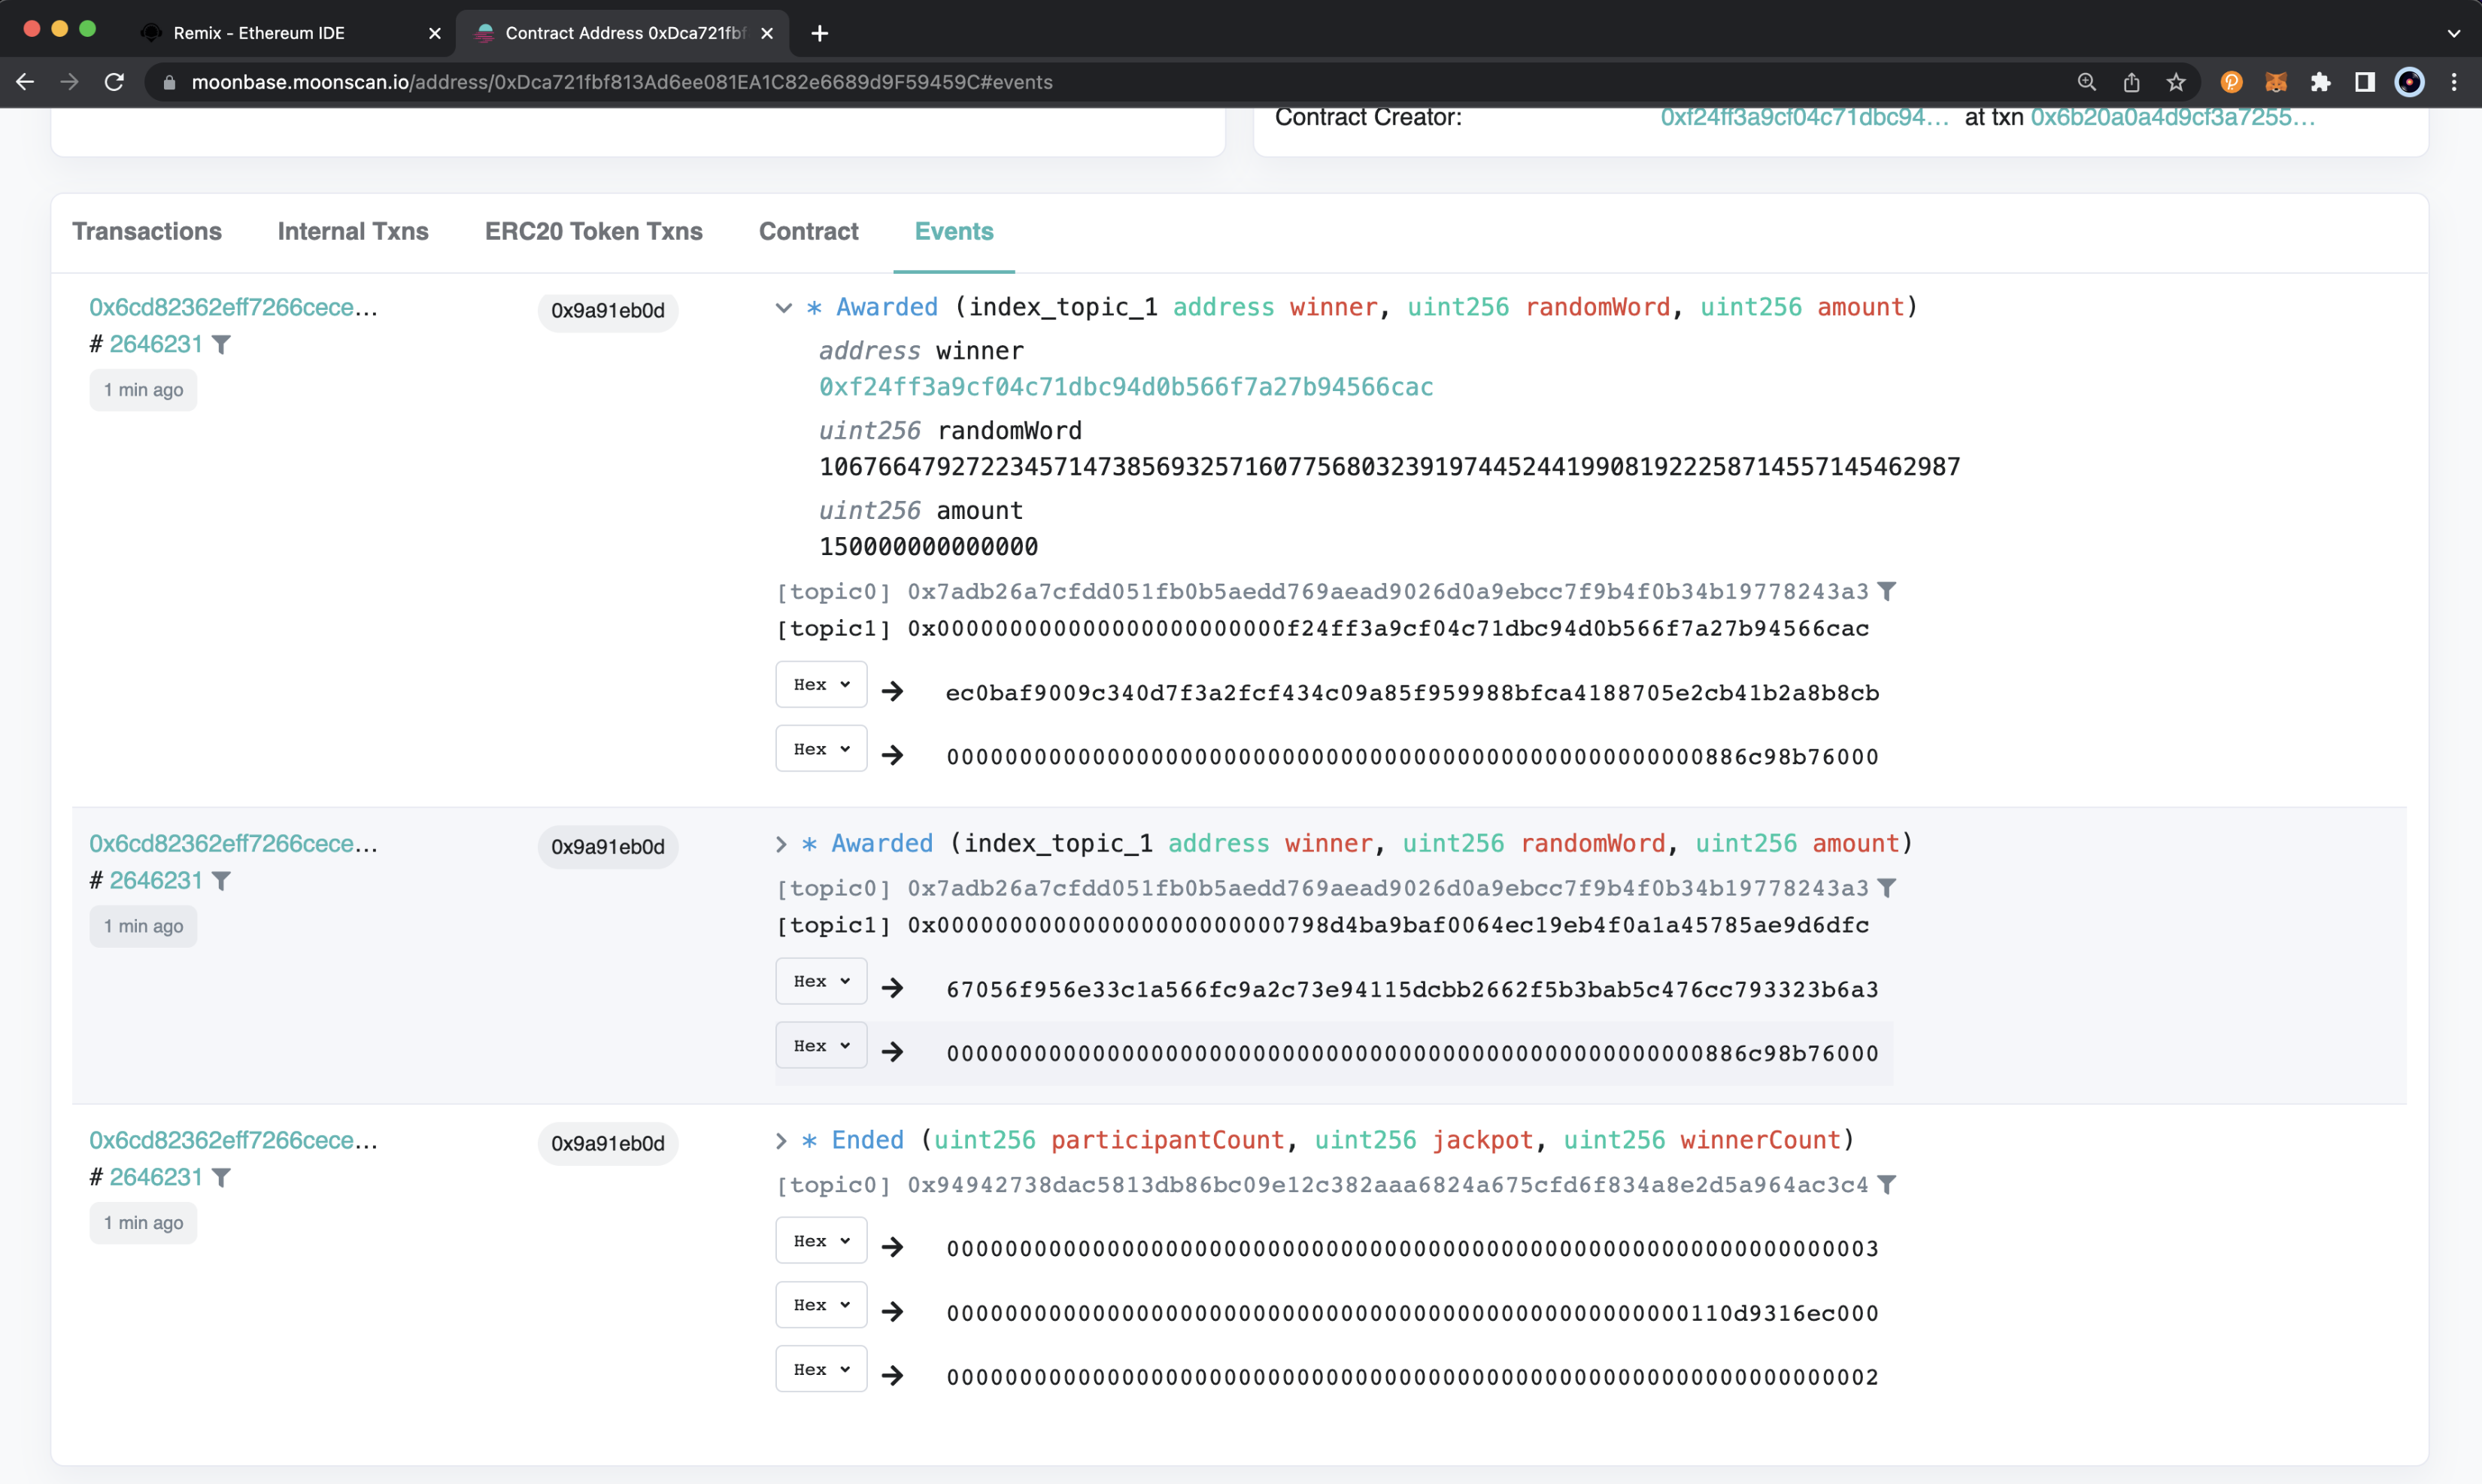 Remix - Ethereum IDE
Contract Address 0xDca721fbf
moonbase.moonscan.io/address/0xDca721fbf813Ad6ee081EA1C82e6689d9F59459C#events
Contract Creator: 0xf24ff3a9cf04c71dbc94... at txn 0x6b20a0a4d9cf3a7255...
Transactions Internal Txns ERC20 Token Txns Contract Events
0x6cd82362eff7266cece... 0x9a91eb0d * Awarded (index_topic_1 address winner, uint256 randomWord, uint256 amount)
# 2646231
1 min ago
address winner
0xf24ff3a9cf04c71dbc94d0b566f7a27b94566cac
uint256 randomWord
106766479272234571473856932571607756803239197445244199081922258714557145462987
uint256 amount
150000000000000
[topic0] 0x7adb26a7cfdd051fb0b5aedd769aead9026d0a9ebcc7f9b4f0b34b19778243a3
[topic1] 0x000000000000000000000000f24ff3a9cf04c71dbc94d0b566f7a27b94566cac
Hex → ec0baf9009c340d7f3a2fcf434c09a85f959988bfca4188705e2cb41b2a8b8cb
Hex → 0000000000000000000000000000000000000000000000000000886c98b76000
0x6cd82362eff7266cece... 0x9a91eb0d * Awarded (index_topic_1 address winner, uint256 randomWord, uint256 amount)
# 2646231
1 min ago
[topic0] 0x7adb26a7cfdd051fb0b5aedd769aead9026d0a9ebcc7f9b4f0b34b19778243a3
[topic1] 0x000000000000000000000000798d4ba9baf0064ec19eb4f0a1a45785ae9d6dfc
Hex → 67056f956e33c1a566fc9a2c73e94115dcbb2662f5b3bab5c476cc793323b6a3
Hex → 0000000000000000000000000000000000000000000000000000886c98b76000
0x6cd82362eff7266cece... 0x9a91eb0d * Ended (uint256 participantCount, uint256 jackpot, uint256 winnerCount)
# 2646231
1 min ago
[topic0] 0x94942738dac5813db86bc09e12c382aaa6824a675cfd6f834a8e2d5a964ac3c4
Hex → 0000000000000000000000000000000000000000000000000000000000000003
Hex → 000000000000000000000000000000000000000000000000000110d9316ec000
Hex → 0000000000000000000000000000000000000000000000000000000000000002